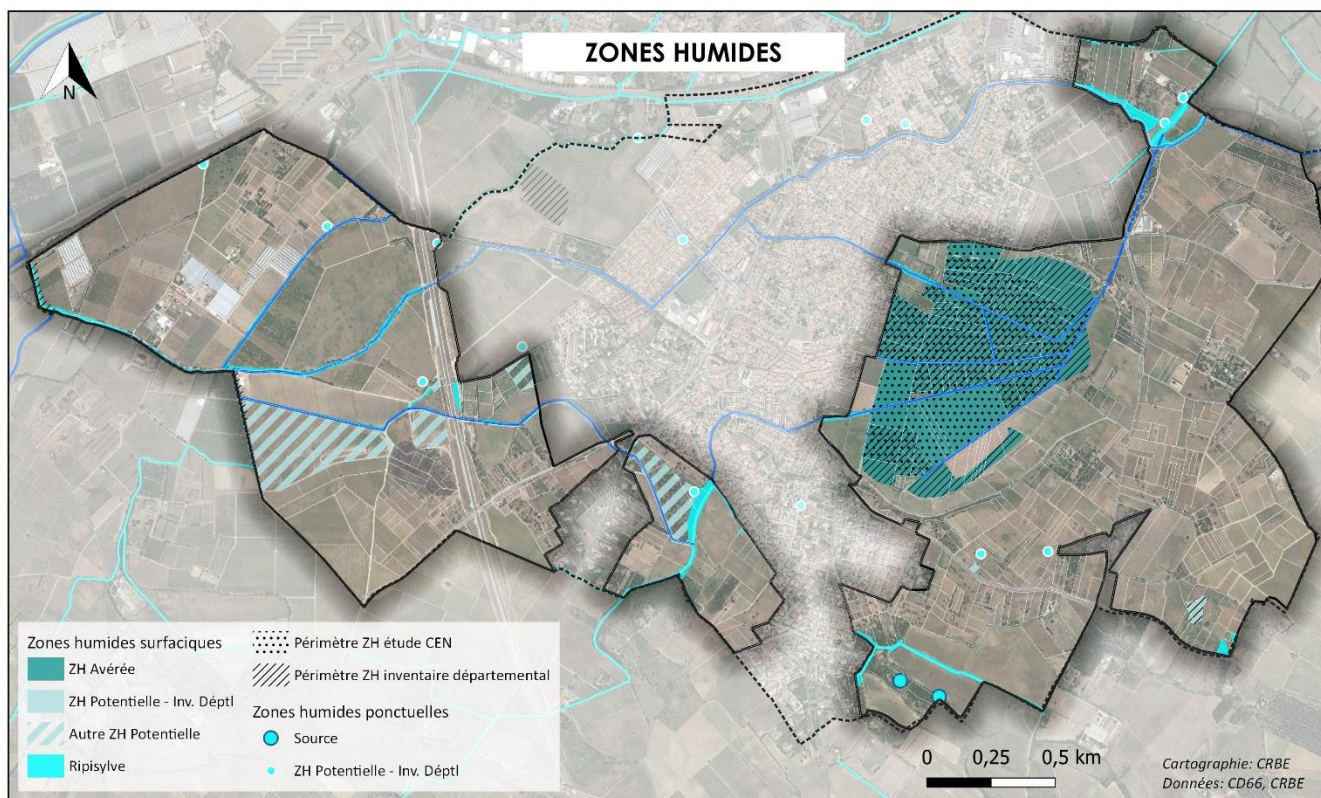 ZONES HUMIDES
N
Zones humides surfaciques
ZH Avérée
ZH Potentielle - Inv. Déptl
Autre ZH Potentielle
Ripisylve
Périmètre ZH étude CEN
Périmètre ZH inventaire départemental
Zones humides ponctuelles
Source
ZH Potentielle - Inv. Déptl
0 0,25 0,5 km
Cartographie: CRBE
Données: CD66, CRBE